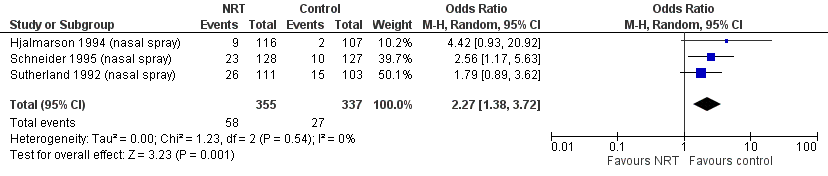 NRT Control Odds Ratio Odds Ratio
Study or Subgroup Events Total Events Total Weight M-H, Random, 95% CI M-H, Random, 95% CI
Hjalmarson 1994 (nasal spray) 9 116 2 107 10.2% 4.42 [0.93, 20.92]
Schneider 1995 (nasal spray) 23 128 10 127 39.7% 2.56 [1.17, 5.63]
Sutherland 1992 (nasal spray) 26 111 15 103 50.1% 1.79 [0.89, 3.62]
Total (95% CI) 355 337 100.0% 2.27 [1.38, 3.72]
Total events 58 27
Heterogeneity: Tau² = 0.00; Chi² = 1.23, df = 2 (P = 0.54); I² = 0%
Test for overall effect: Z = 3.23 (P = 0.001)
0.01 0.1 1 10 100
Favours NRT Favours control